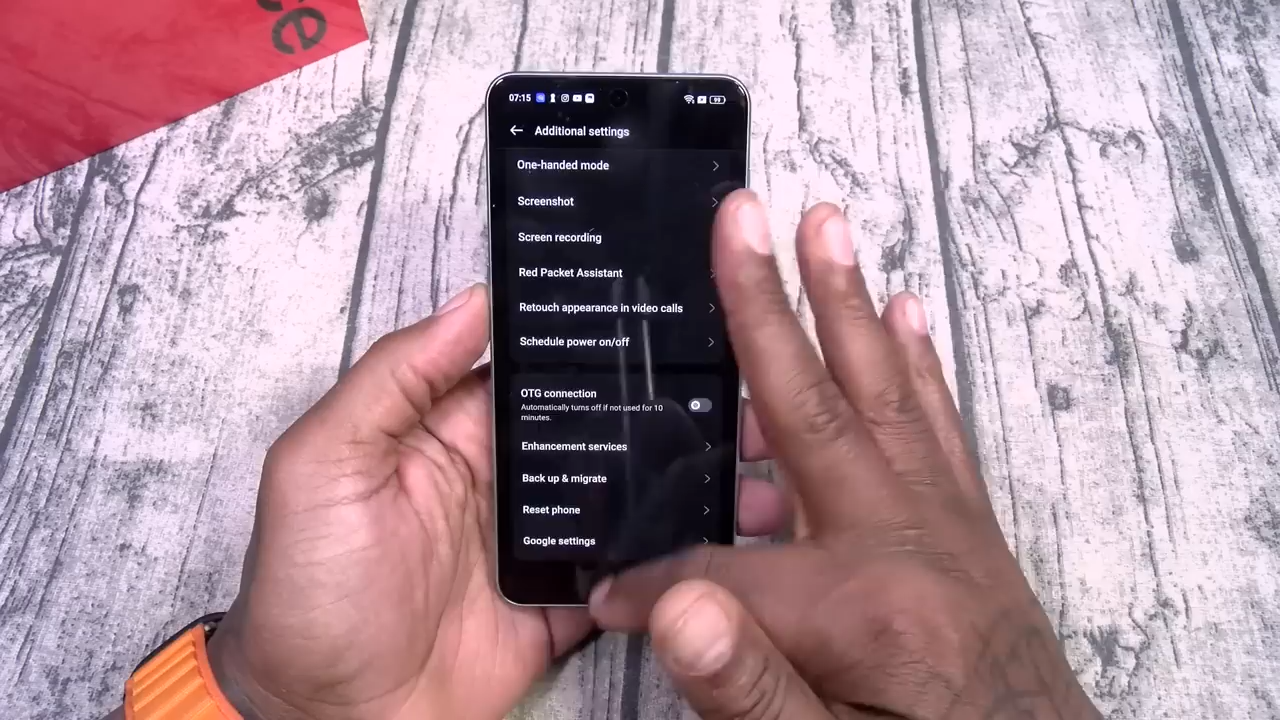 ce
07:15
99
Additional settings
One-handed mode
Screenshot
Screen recording
Red Packet Assistant
Retouch appearance in video calls
Schedule power on/off
OTG connection
Automatically turns off if not used for 10
minutes.
Enhancement services
Back up & migrate
Reset phone
Google settings